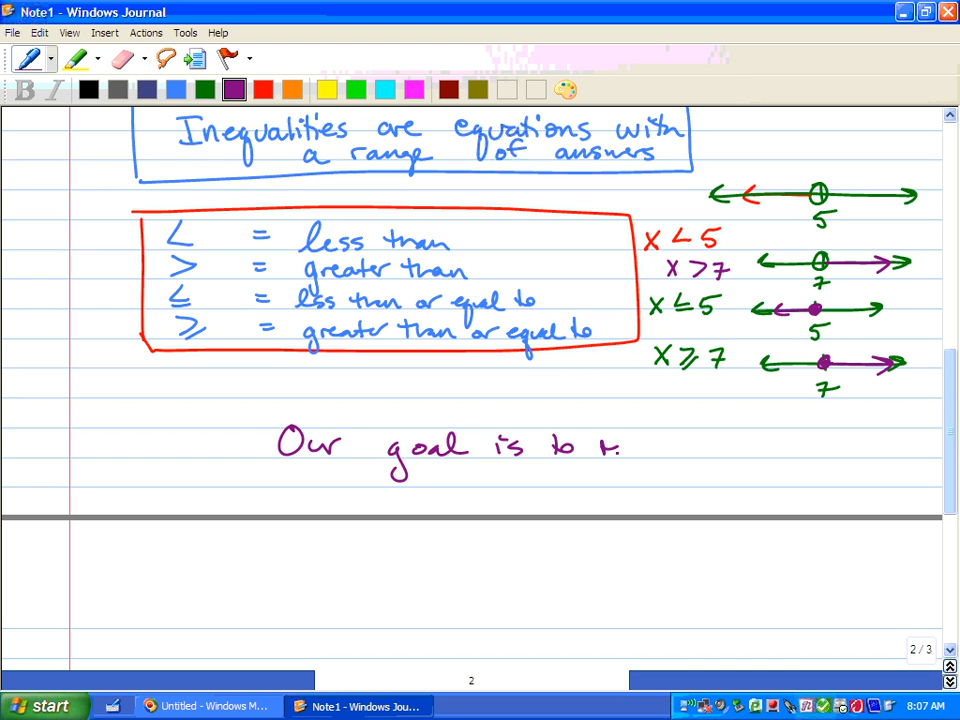 Note1 - Windows Journal
File Edit View Insert Actions Tools Help
B I
Inequalities are equations with
a range of answers
< = less than
> = greater than
≤ = less than or equal to
≥ = greater than or equal to
x < 5
5
x > 7
7
x ≤ 5
5
x ≥ 7
7
Our goal is to
2 / 3
2
start
Untitled - Windows M...
Note1 - Windows Jou...
8:07 AM